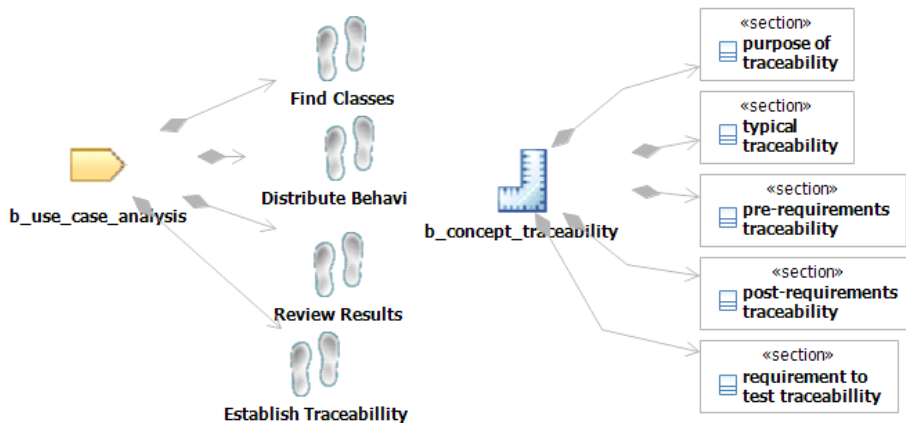 Find Classes
Distribute Behavi
b_use_case_analysis
Review Results
Establish Traceabillity
b_concept_traceability
«section»
purpose of
traceability
«section»
typical
traceability
«section»
pre-requirements
traceability
«section»
post-requirements
traceability
«section»
requirement to
test traceabillity